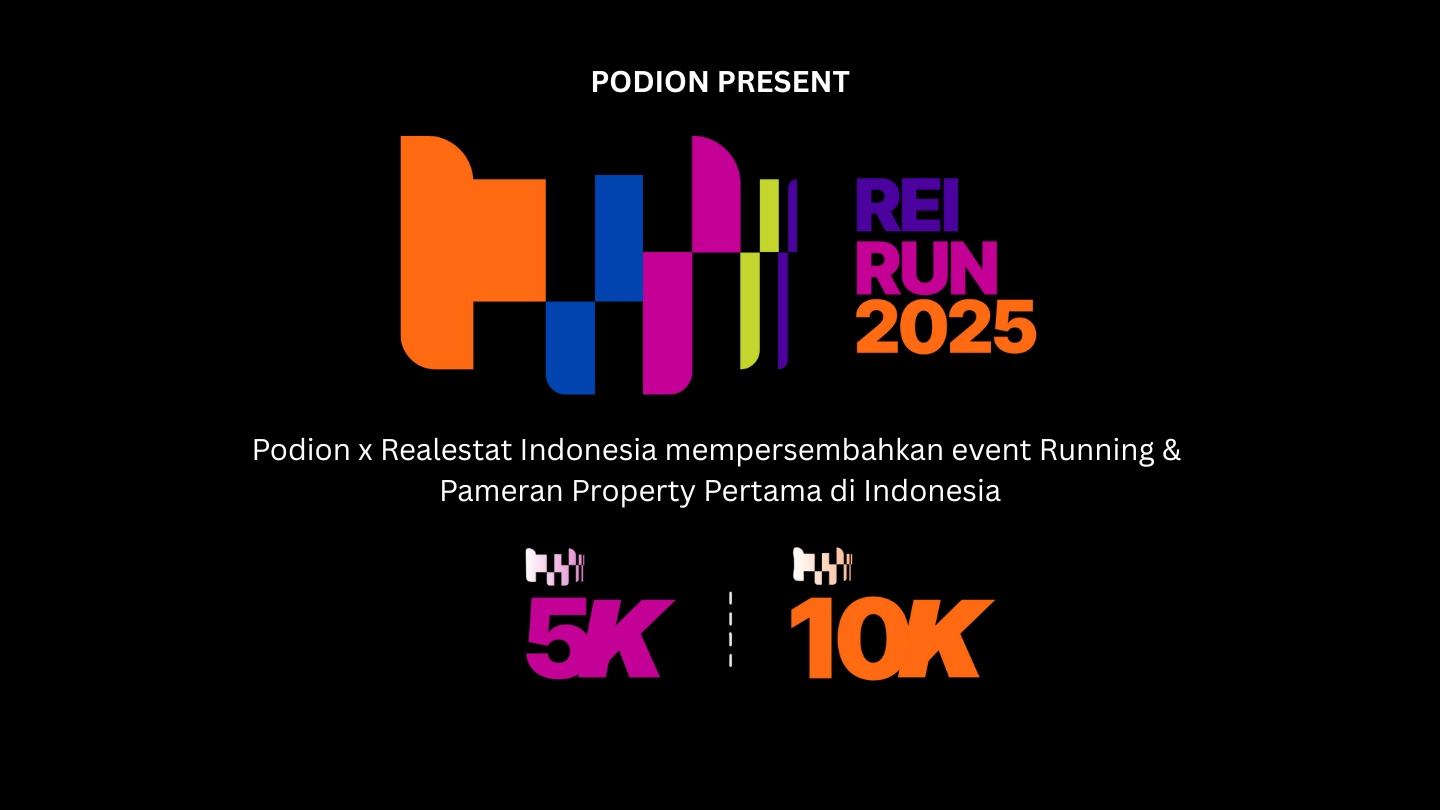 PODION PRESENT
REI
RUN
2025
Podion x Realestat Indonesia mempersembahkan event Running &
Pameran Property Pertama di Indonesia
5K
10K